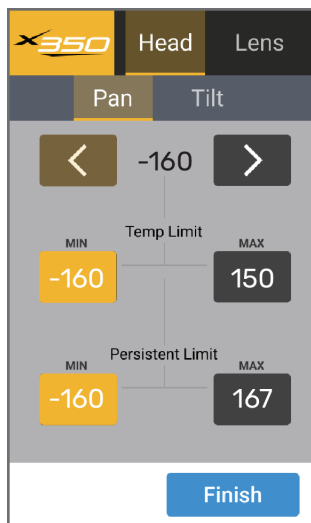 x350 Head Lens
Pan Tilt
-160
Temp Limit
MIN MAX
-160 150
Persistent Limit
MIN MAX
-160 167
Finish